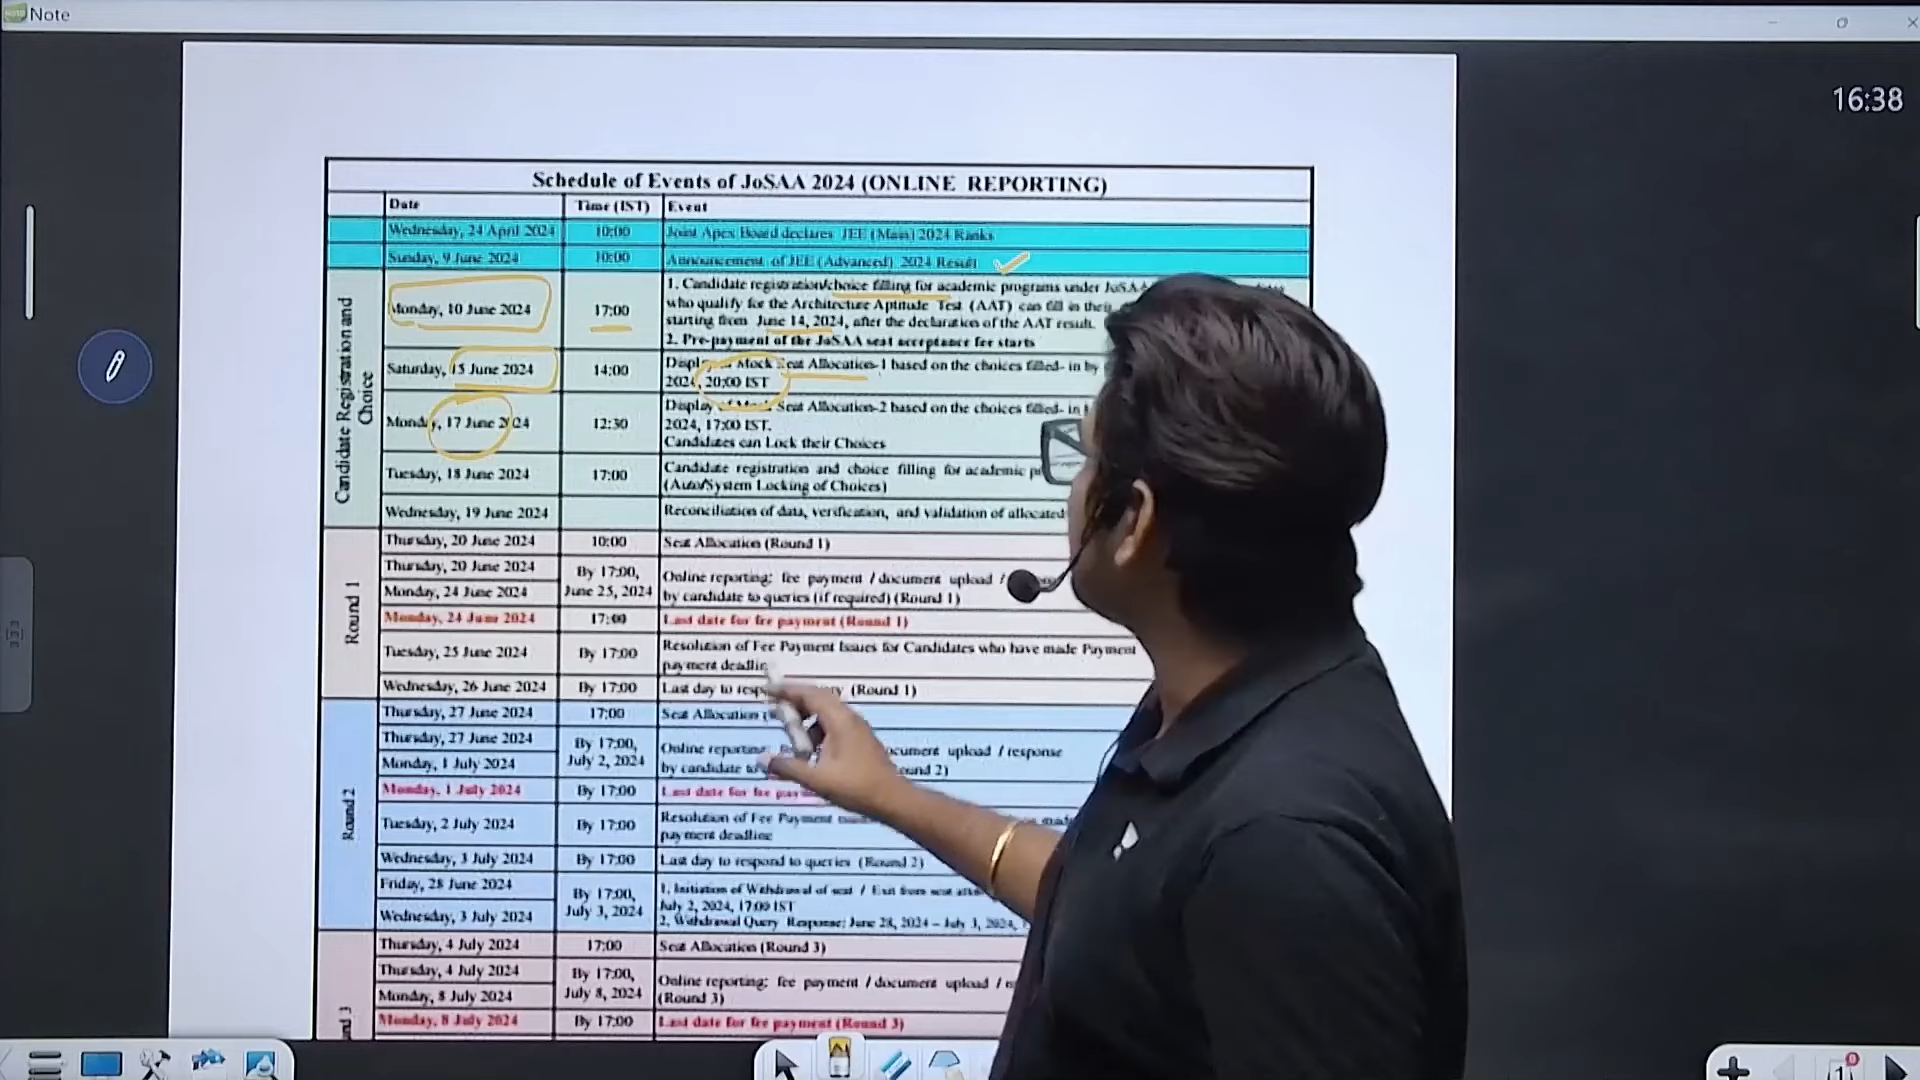 Note
16:38
Schedule of Events of JoSAA 2024 (ONLINE REPORTING)
Date Time (IST) Event
Wednesday, 24 April 2024 10:00 Joint Apex Board declares JEE (Main) 2024 Ranks
Sunday, 9 June 2024 10:00 Announcement of JEE (Advanced) 2024 Result
Candidate Registration and Choice
Monday, 10 June 2024 17:00 1. Candidate registration/choice filling for academic programs under JoSAA
who qualify for the Architecture Aptitude Test (AAT) can fill in their
starting from June 14, 2024, after the declaration of the AAT result.
2. Pre-payment of the JoSAA seat acceptance fee starts
Saturday, 15 June 2024 14:00 Mock Seat Allocation-1 based on the choices filled- in by
2024, 20:00 IST
Monday, 17 June 2024 12:30 Display of Mock Seat Allocation-2 based on the choices filled- in
2024, 17:00 IST.
Candidates can Lock their Choices
Tuesday, 18 June 2024 17:00 Candidate registration and choice filling for academic
(Auto/System Locking of Choices)
Wednesday, 19 June 2024 Reconciliation of data, verification, and validation of allocated
Round 1
Thursday, 20 June 2024 10:00 Seat Allocation (Round 1)
Thursday, 20 June 2024 By 17:00, Online reporting: fee payment / document upload /
Monday, 24 June 2024 June 25, 2024 by candidate to queries (if required) (Round 1)
Monday, 24 June 2024 17:00 Last date for fee payment (Round 1)
Tuesday, 25 June 2024 By 17:00 Resolution of Fee Payment Issues for Candidates who have made Payment
payment
Wednesday, 26 June 2024 By 17:00 Last day to (Round 1)
Round 2
Thursday, 27 June 2024 17:00 Seat Allocation
Thursday, 27 June 2024 By 17:00, Online reporting: document upload / response
Monday, 1 July 2024 July 2, 2024 by candidate to
Monday, 1 July 2024 By 17:00 Last date for fee
Tuesday, 2 July 2024 By 17:00 Resolution of Fee Payment
payment deadline
Wednesday, 3 July 2024 By 17:00 Last day to respond to queries (Round 2)
Friday, 28 June 2024 By 17:00, 1. Initiation of Withdrawal of seat / Exit from seat
July 2, 2024, 17:00 IST
Wednesday, 3 July 2024 July 3, 2024 2. Withdrawal Query Response: June 28, 2024 – July 3, 2024,
Thursday, 4 July 2024 17:00 Seat Allocation (Round 3)
Thursday, 4 July 2024 By 17:00, Online reporting: fee payment / document upload /
Monday, 8 July 2024 July 8, 2024 (Round 3)
Monday, 8 July 2024 By 17:00 Last date for fee payment (Round 3)